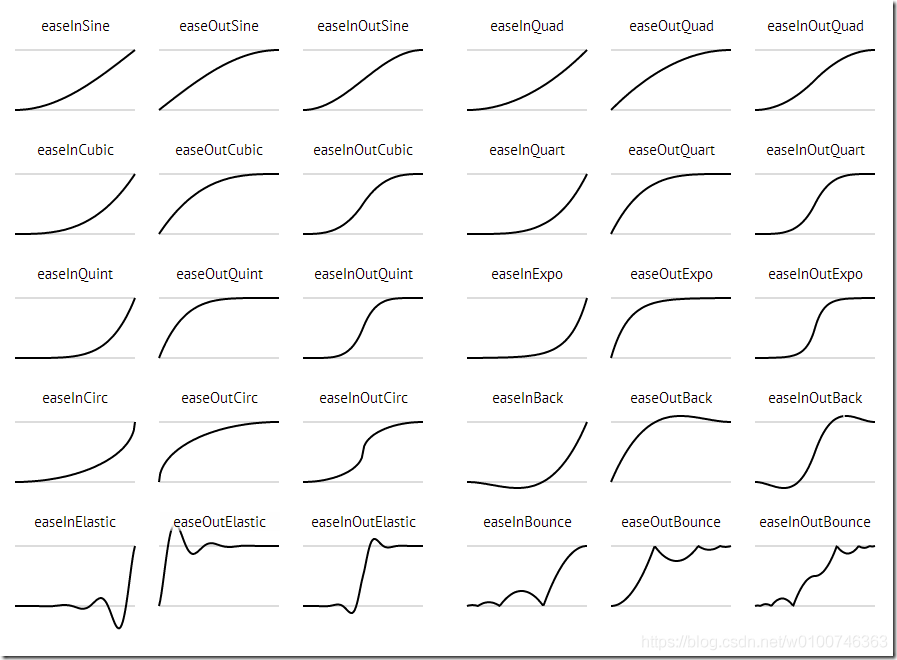 easeInSine easeOutSine easeInOutSine easeInQuad easeOutQuad easeInOutQuad
easeInCubic easeOutCubic easeInOutCubic easeInQuart easeOutQuart easeInOutQuart
easeInQuint easeOutQuint easeInOutQuint easeInExpo easeOutExpo easeInOutExpo
easeInCirc easeOutCirc easeInOutCirc easeInBack easeOutBack easeInOutBack
easeInElastic easeOutElastic easeInOutElastic easeInBounce easeOutBounce easeInOutBounce
https://blog.csdn.net/w0100746363